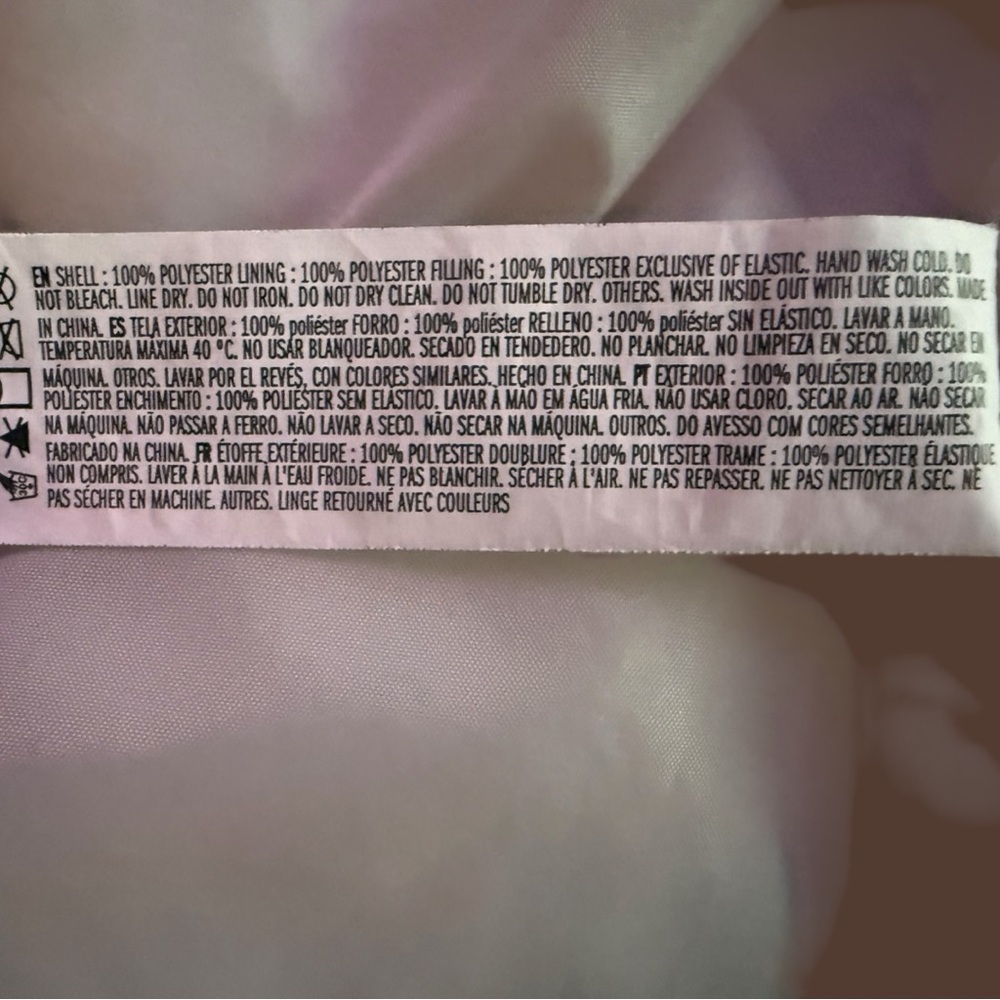 EN SHELL : 100% POLYESTER LINING : 100% POLYESTER FILLING : 100% POLYESTER EXCLUSIVE OF ELASTIC. HAND WASH COLD. DO
NOT BLEACH. LINE DRY. DO NOT IRON. DO NOT DRY CLEAN. DO NOT TUMBLE DRY. OTHERS. WASH INSIDE OUT WITH LIKE COLORS. MADE
IN CHINA. ES TELA EXTERIOR : 100% poliéster FORRO : 100% poliéster RELLENO : 100% poliéster SIN ELÁSTICO. LAVAR A MANO.
TEMPERATURA MÁXIMA 40 ºC. NO USAR BLANQUEADOR. SECADO EN TENDEDERO. NO PLANCHAR. NO LIMPIEZA EN SECO. NO SECAR EN
MÁQUINA. OTROS. LAVAR POR EL REVÉS, CON COLORES SIMILARES. HECHO EN CHINA. PT EXTERIOR : 100% POLIÉSTER FORRO : 100%
POLIÉSTER ENCHIMENTO : 100% POLIÉSTER SEM ELÁSTICO. LAVAR À MÃO EM ÁGUA FRIA. NÃO USAR CLORO. SECAR AO AR. NÃO SECAR
NA MÁQUINA. NÃO PASSAR A FERRO. NÃO LAVAR A SECO. NÃO SECAR NA MÁQUINA. OUTROS. DO AVESSO COM CORES SEMELHANTES.
FABRICADO NA CHINA. FR ÉTOFFE EXTÉRIEURE : 100% POLYESTER DOUBLURE : 100% POLYESTER TRAME : 100% POLYESTER ÉLASTIQUE
NON COMPRIS. LAVER À LA MAIN À L'EAU FROIDE. NE PAS BLANCHIR. SÉCHER À L'AIR. NE PAS REPASSER. NE PAS NETTOYER À SEC. NE
PAS SÉCHER EN MACHINE. AUTRES. LINGE RETOURNÉ AVEC COULEURS